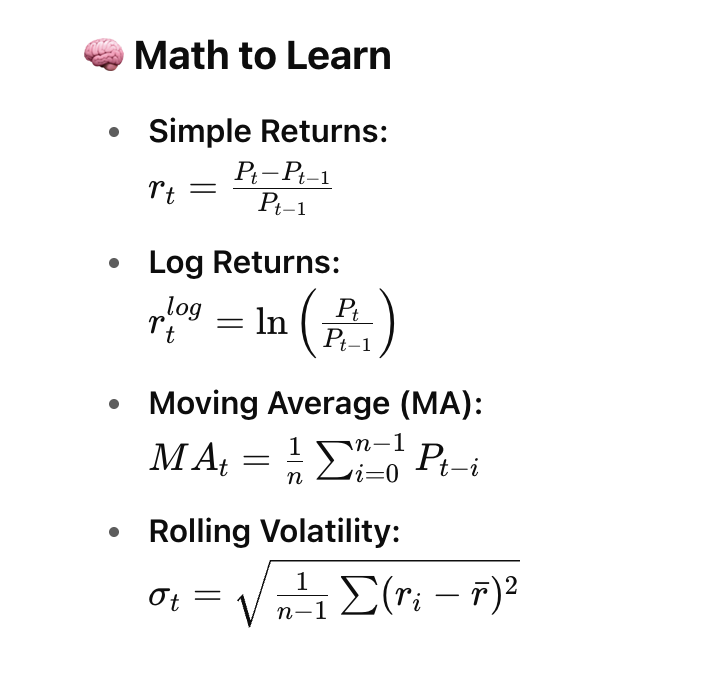 🧠 Math to Learn
• Simple Returns:
$r_t = \frac{P_t - P_{t-1}}{P_{t-1}}$
• Log Returns:
$r_t^{log} = \ln\left(\frac{P_t}{P_{t-1}}\right)$
• Moving Average (MA):
$MA_t = \frac{1}{n} \sum_{i=0}^{n-1} P_{t-i}$
• Rolling Volatility:
$\sigma_t = \sqrt{\frac{1}{n-1} \sum (r_i - \bar{r})^2}$